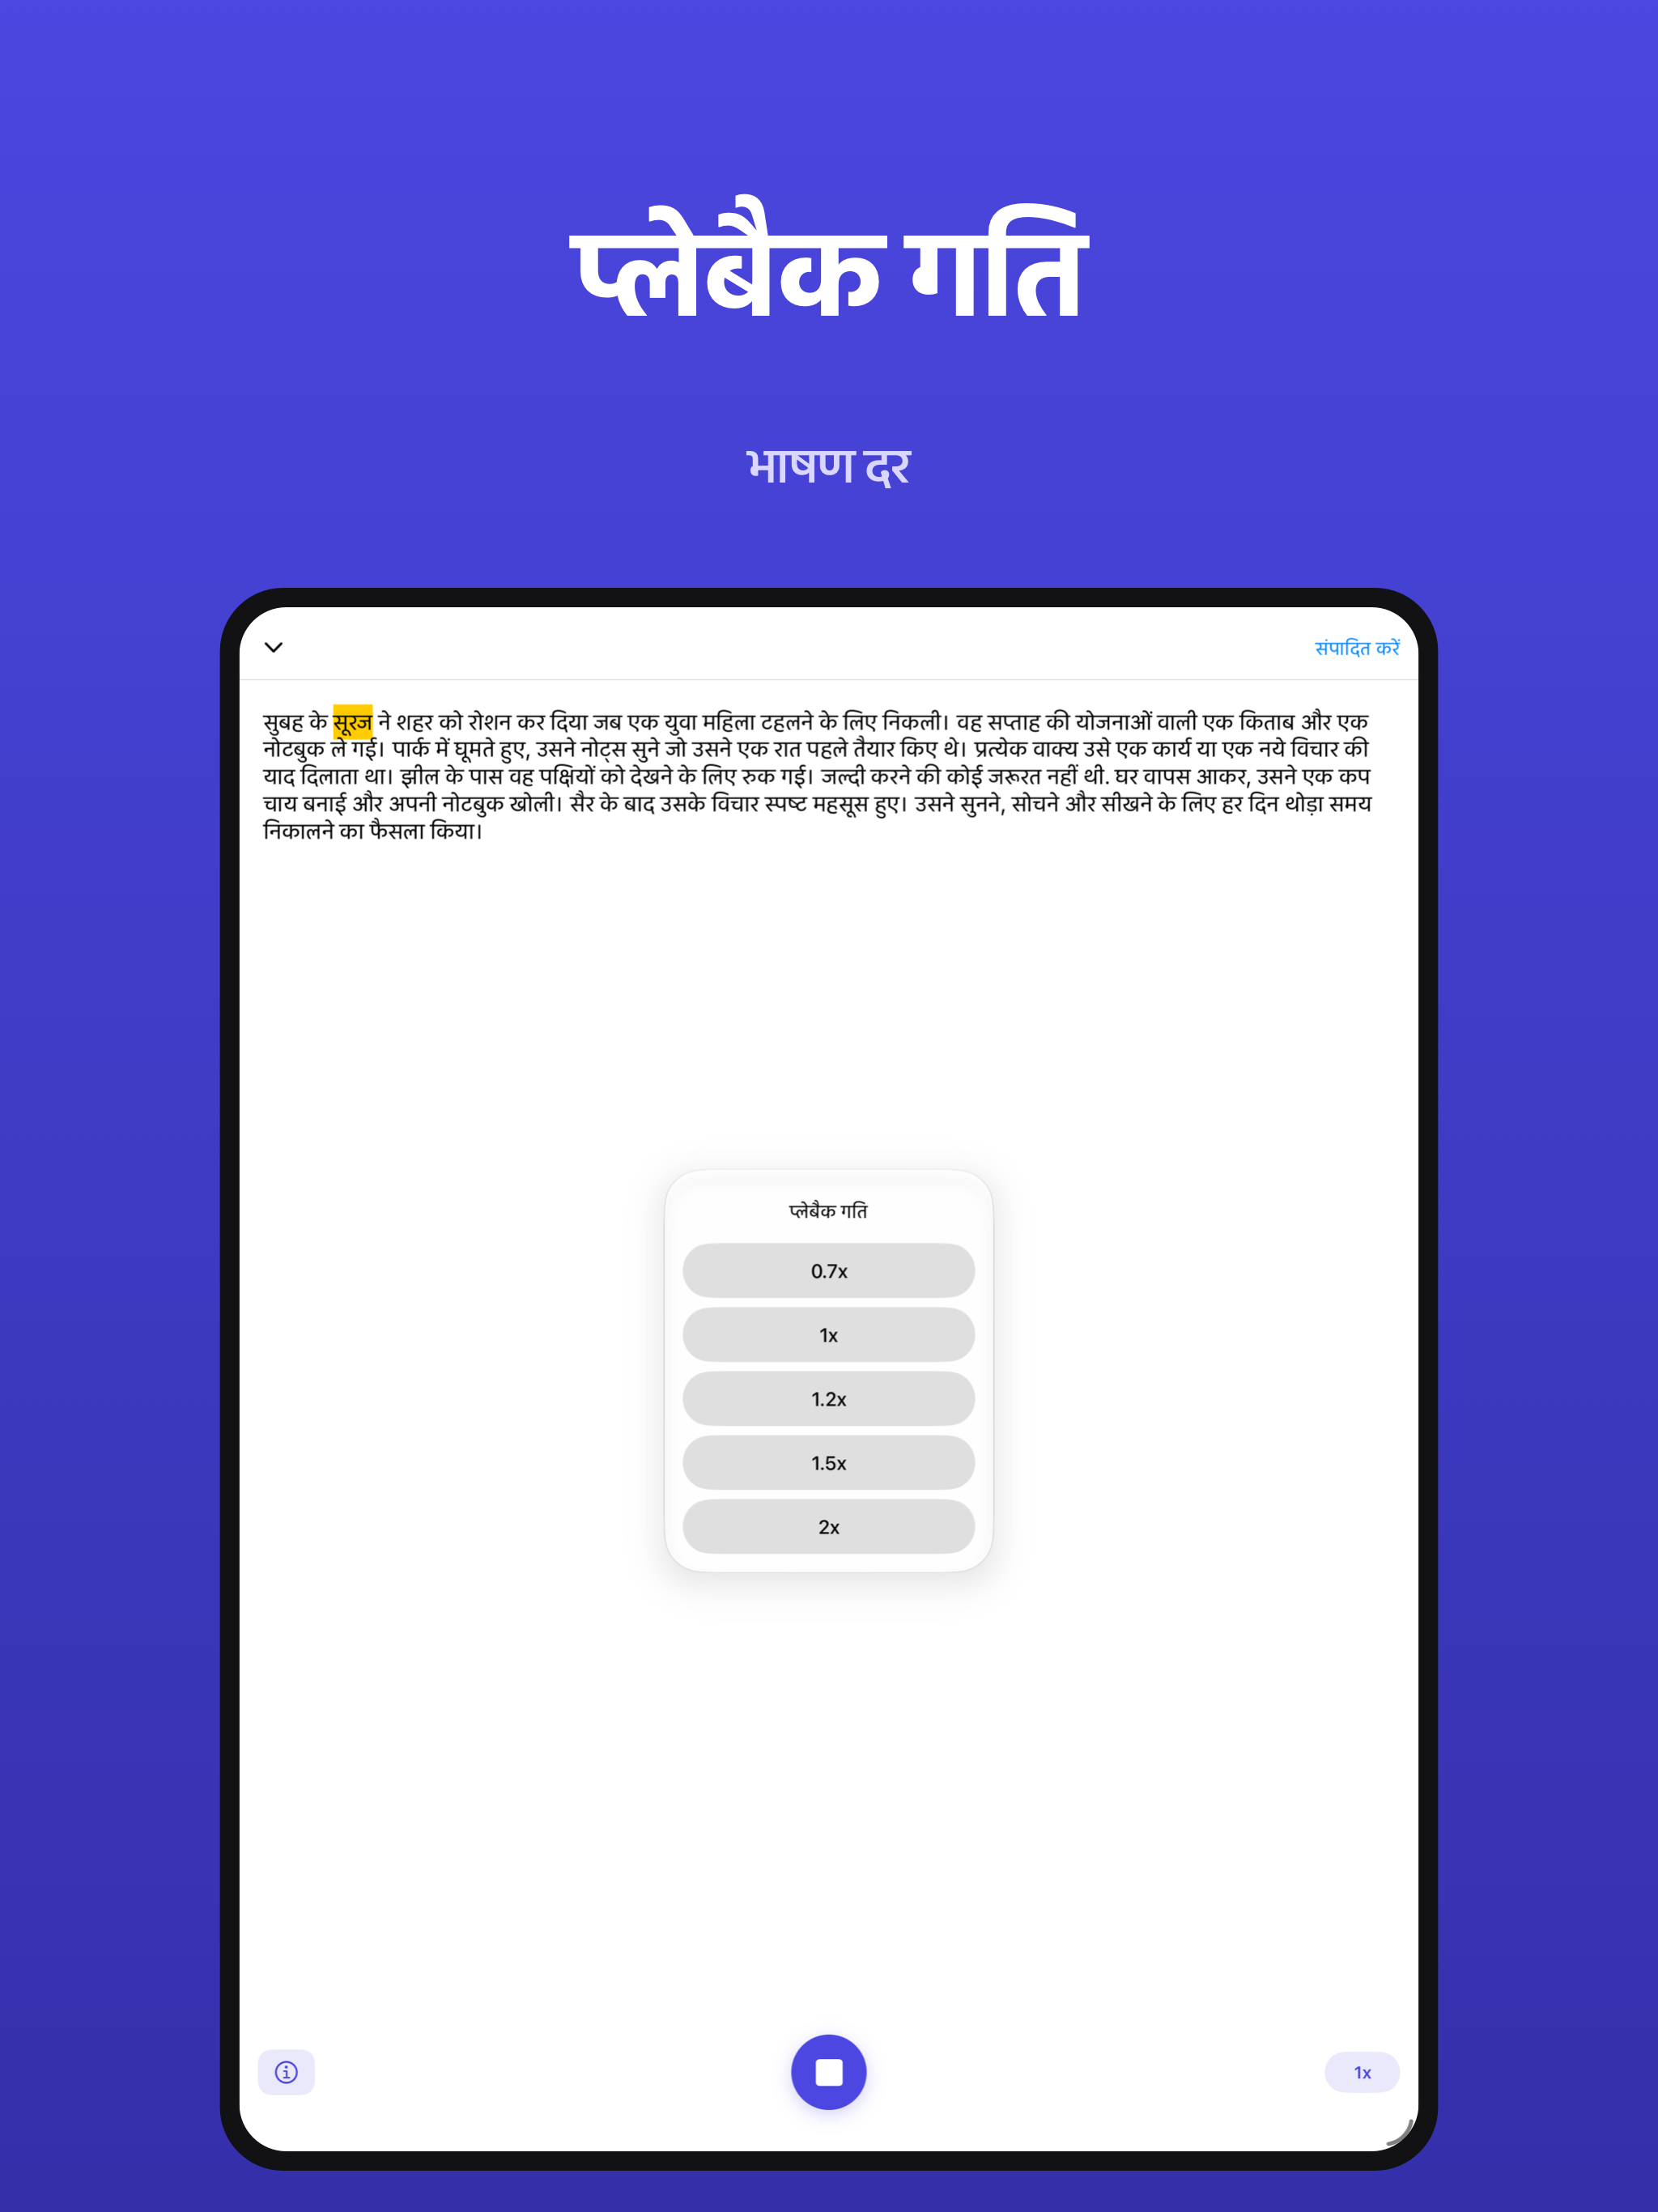 प्लेबैक गति
भाषण दर
संपादित करें
सुबह के सूरज ने शहर को रोशन कर दिया जब एक युवा महिला टहलने के लिए निकली। वह सप्ताह की योजनाओं वाली एक किताब और एक
नोटबुक ले गई। पार्क में घूमते हुए, उसने नोट्स सुने जो उसने एक रात पहले तैयार किए थे। प्रत्येक वाक्य उसे एक कार्य या एक नये विचार की
याद दिलाता था। झील के पास वह पक्षियों को देखने के लिए रुक गई। जल्दी करने की कोई जरूरत नहीं थी. घर वापस आकर, उसने एक कप
चाय बनाई और अपनी नोटबुक खोली। सैर के बाद उसके विचार स्पष्ट महसूस हुए। उसने सुनने, सोचने और सीखने के लिए हर दिन थोड़ा समय
निकालने का फैसला किया।
प्लेबैक गति
0.7x
1x
1.2x
1.5x
2x
1x